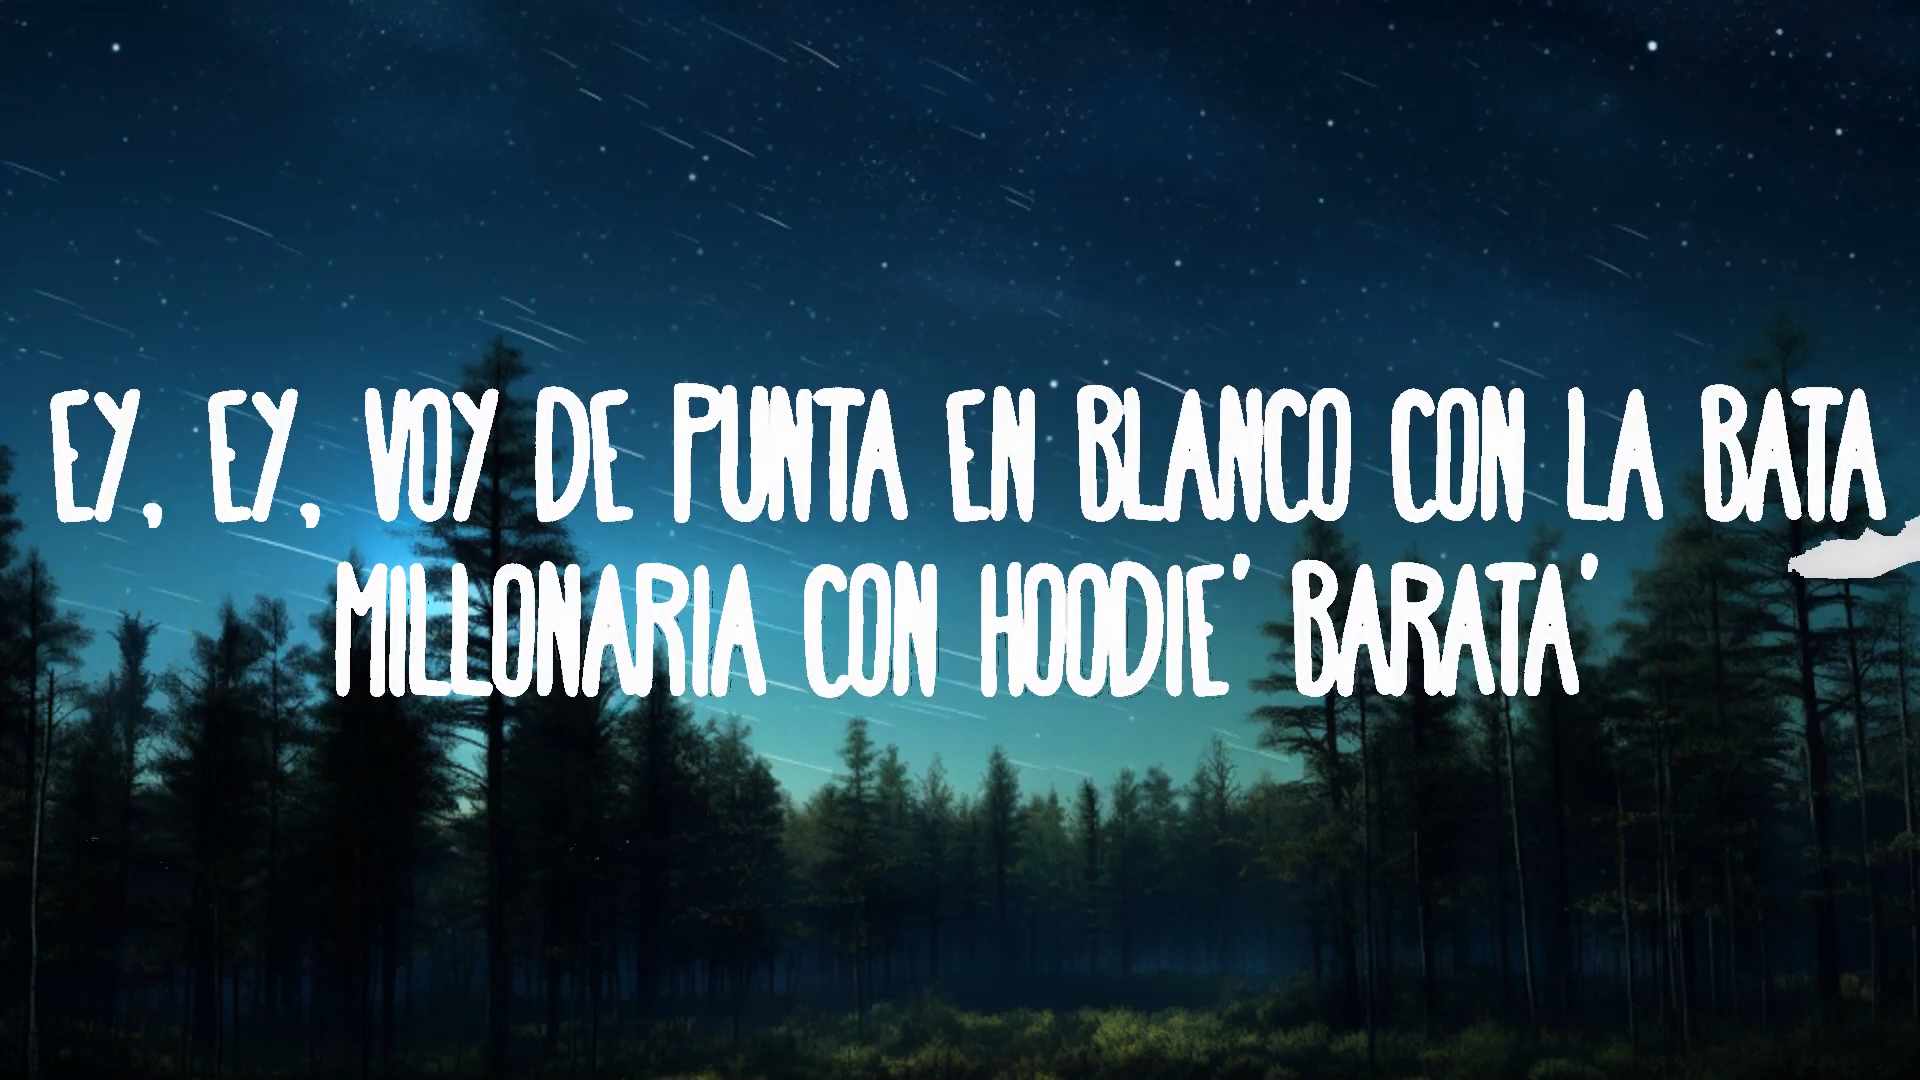 EY, EY, VOY DE PUNTA EN BLANCO CON LA BATA
MILLONARIA CON HOODIE' BARATA'